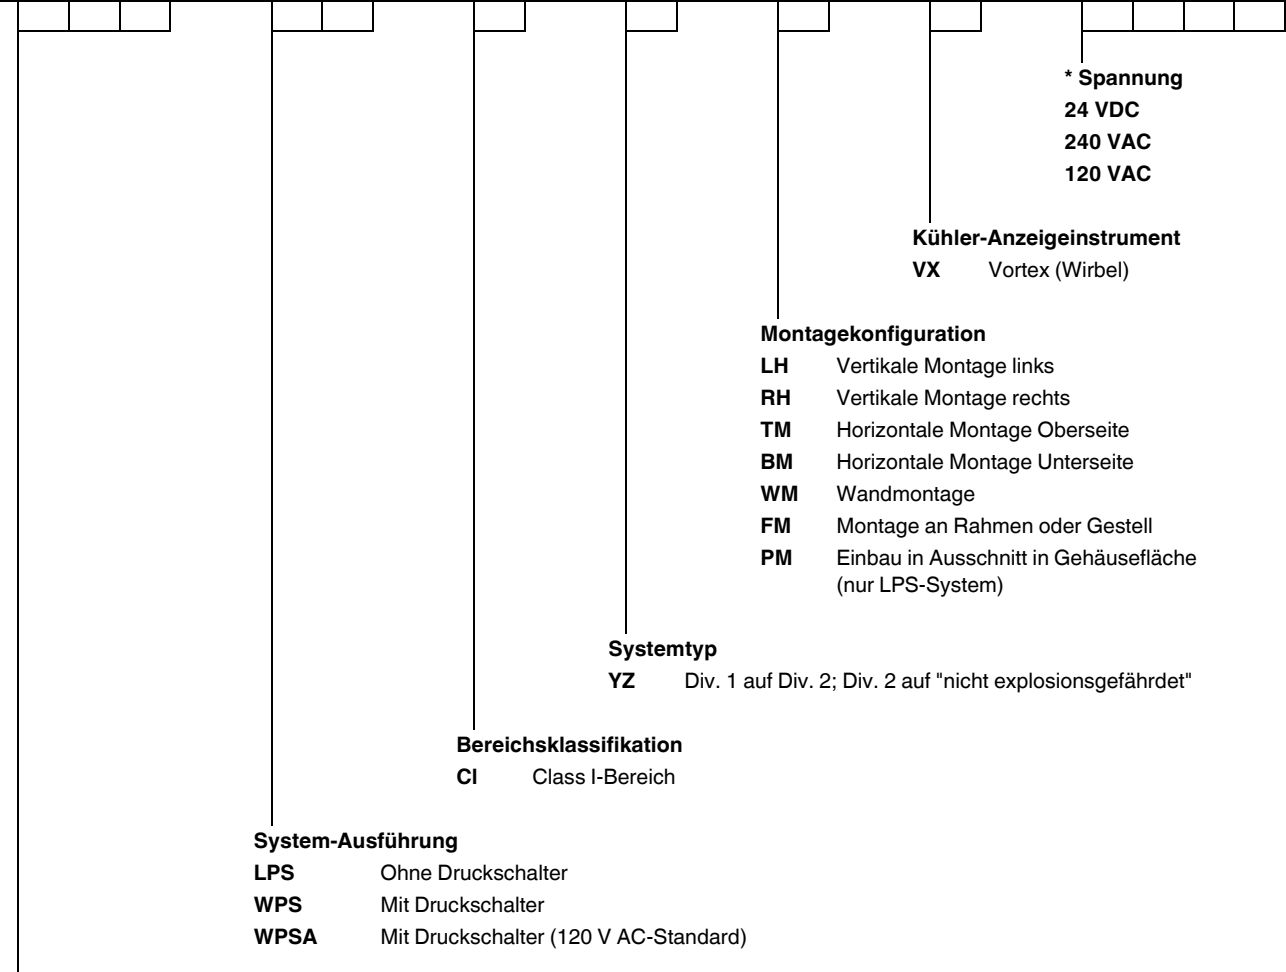 * Spannung
24 VDC
240 VAC
120 VAC
Kühler-Anzeigeinstrument
VX Vortex (Wirbel)
Montagekonfiguration
LH Vertikale Montage links
RH Vertikale Montage rechts
TM Horizontale Montage Oberseite
BM Horizontale Montage Unterseite
WM Wandmontage
FM Montage an Rahmen oder Gestell
PM Einbau in Ausschnitt in Gehäusefläche
(nur LPS-System)
Systemtyp
YZ Div. 1 auf Div. 2; Div. 2 auf "nicht explosionsgefährdet"
Bereichsklassifikation
CI Class I-Bereich
System-Ausführung
LPS Ohne Druckschalter
WPS Mit Druckschalter
WPSA Mit Druckschalter (120 V AC-Standard)